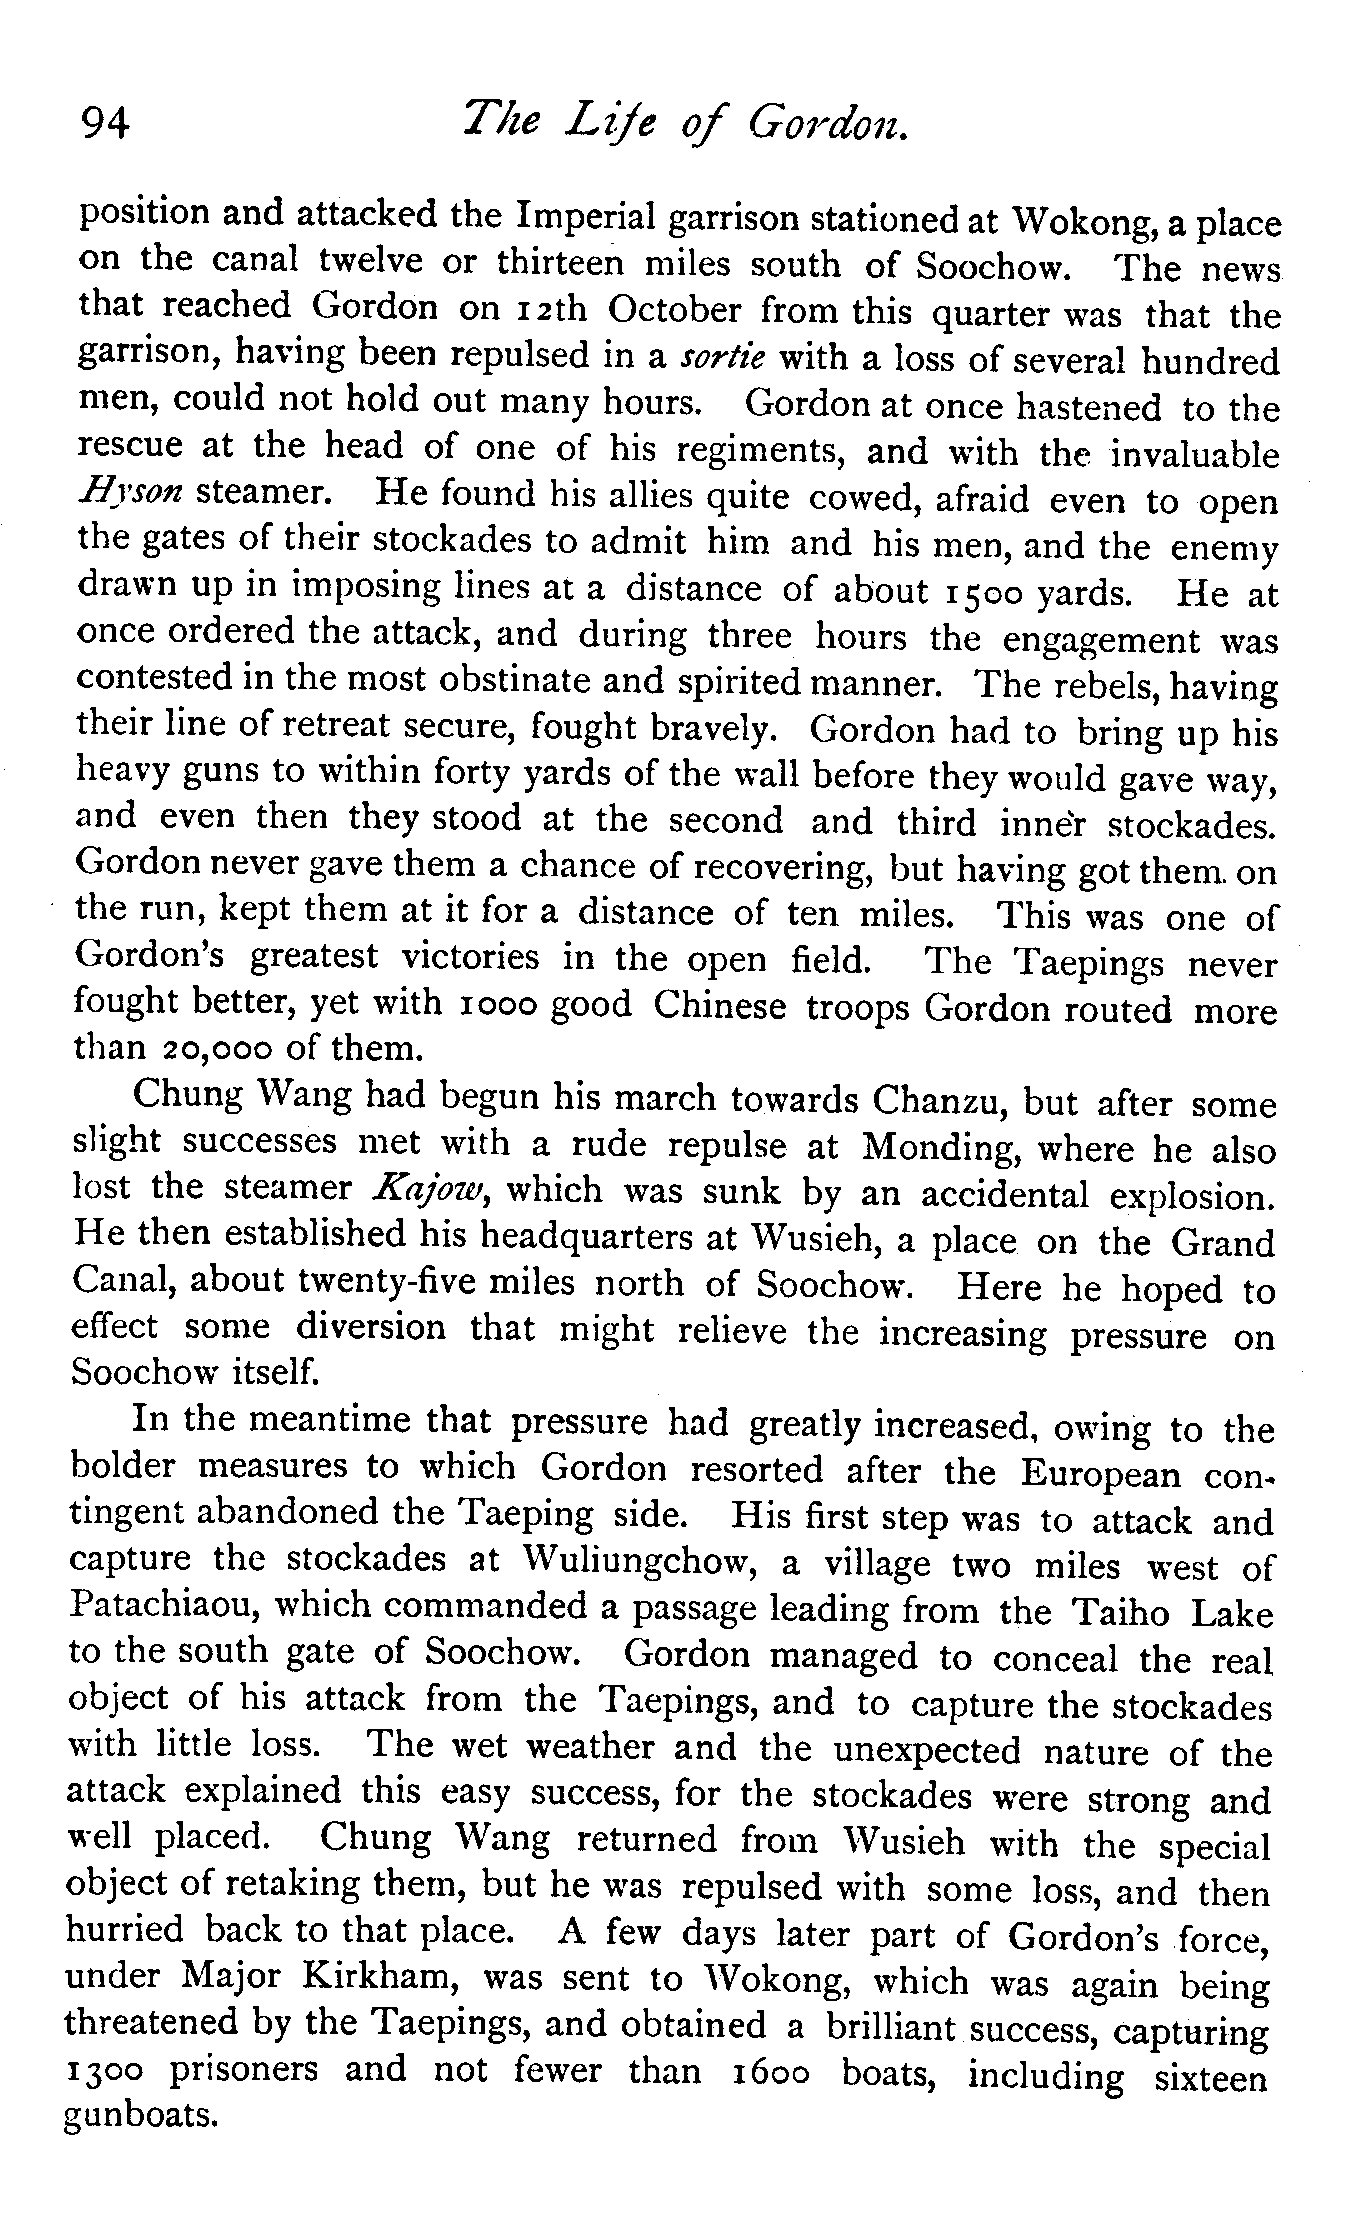 94 The Life of Gordon.
position and attacked the Imperial garrison stationed at Wokong, a place
on the canal twelve or thirteen miles south of Soochow. The news
that reached Gordon on 12th October from this quarter was that the
garrison, having been repulsed in a sortie with a loss of several hundred
men, could not hold out many hours. Gordon at once hastened to the
rescue at the head of one of his regiments, and with the invaluable
Hyson steamer. He found his allies quite cowed, afraid even to open
the gates of their stockades to admit him and his men, and the enemy
drawn up in imposing lines at a distance of about 1500 yards. He at
once ordered the attack, and during three hours the engagement was
contested in the most obstinate and spirited manner. The rebels, having
their line of retreat secure, fought bravely. Gordon had to bring up his
heavy guns to within forty yards of the wall before they would gave way,
and even then they stood at the second and third inner stockades.
Gordon never gave them a chance of recovering, but having got them on
the run, kept them at it for a distance of ten miles. This was one of
Gordon's greatest victories in the open field. The Taepings never
fought better, yet with 1000 good Chinese troops Gordon routed more
than 20,000 of them.
Chung Wang had begun his march towards Chanzu, but after some
slight successes met with a rude repulse at Monding, where he also
lost the steamer Kajow, which was sunk by an accidental explosion.
He then established his headquarters at Wusieh, a place on the Grand
Canal, about twenty-five miles north of Soochow. Here he hoped to
effect some diversion that might relieve the increasing pressure on
Soochow itself.
In the meantime that pressure had greatly increased, owing to the
bolder measures to which Gordon resorted after the European con-
tingent abandoned the Taeping side. His first step was to attack and
capture the stockades at Wuliungchow, a village two miles west of
Patachiaou, which commanded a passage leading from the Taiho Lake
to the south gate of Soochow. Gordon managed to conceal the real
object of his attack from the Taepings, and to capture the stockades
with little loss. The wet weather and the unexpected nature of the
attack explained this easy success, for the stockades were strong and
well placed. Chung Wang returned from Wusieh with the special
object of retaking them, but he was repulsed with some loss, and then
hurried back to that place. A few days later part of Gordon's force,
under Major Kirkham, was sent to Wokong, which was again being
threatened by the Taepings, and obtained a brilliant success, capturing
1300 prisoners and not fewer than 1600 boats, including sixteen
gunboats.